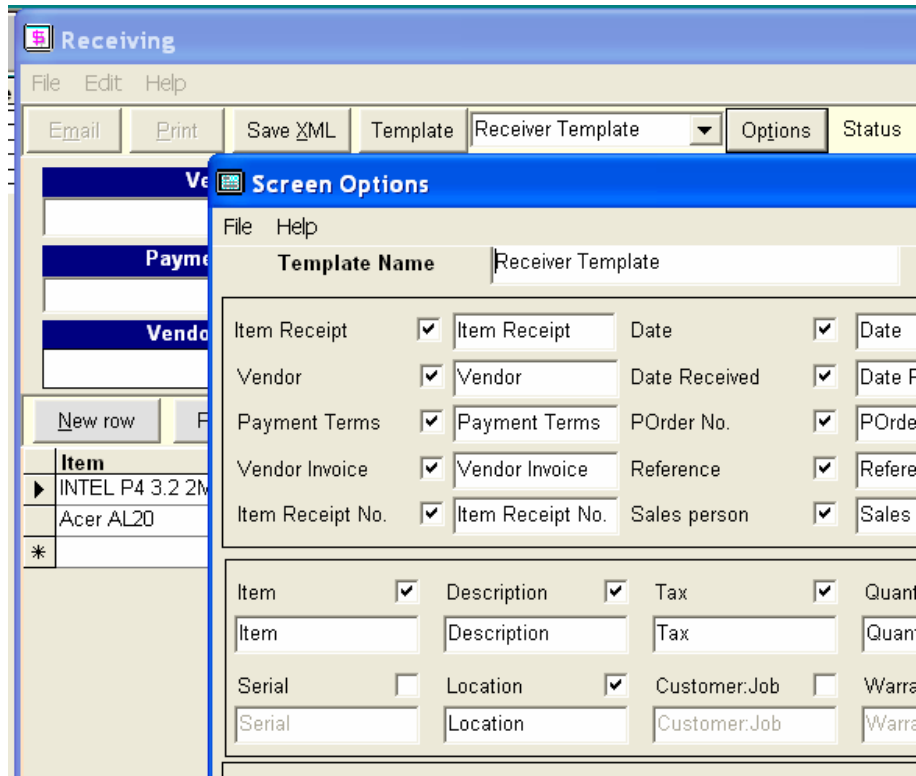 Receiving
File Edit Help
Email Print Save XML Template Receiver Template Options Status
Screen Options
File Help
Template Name Receiver Template
Item Receipt Item Receipt Date Date
Vendor Vendor Date Received Date
Payment Terms Payment Terms POrder No.
Vendor Invoice Vendor Invoice Reference
Item Receipt No. Item Receipt No. Sales person Sales
New row
Item
INTEL P4 3.2
Acer AL20
Item Description Tax
Item Description Tax
Serial Location Customer:Job
Serial Location Customer:Job